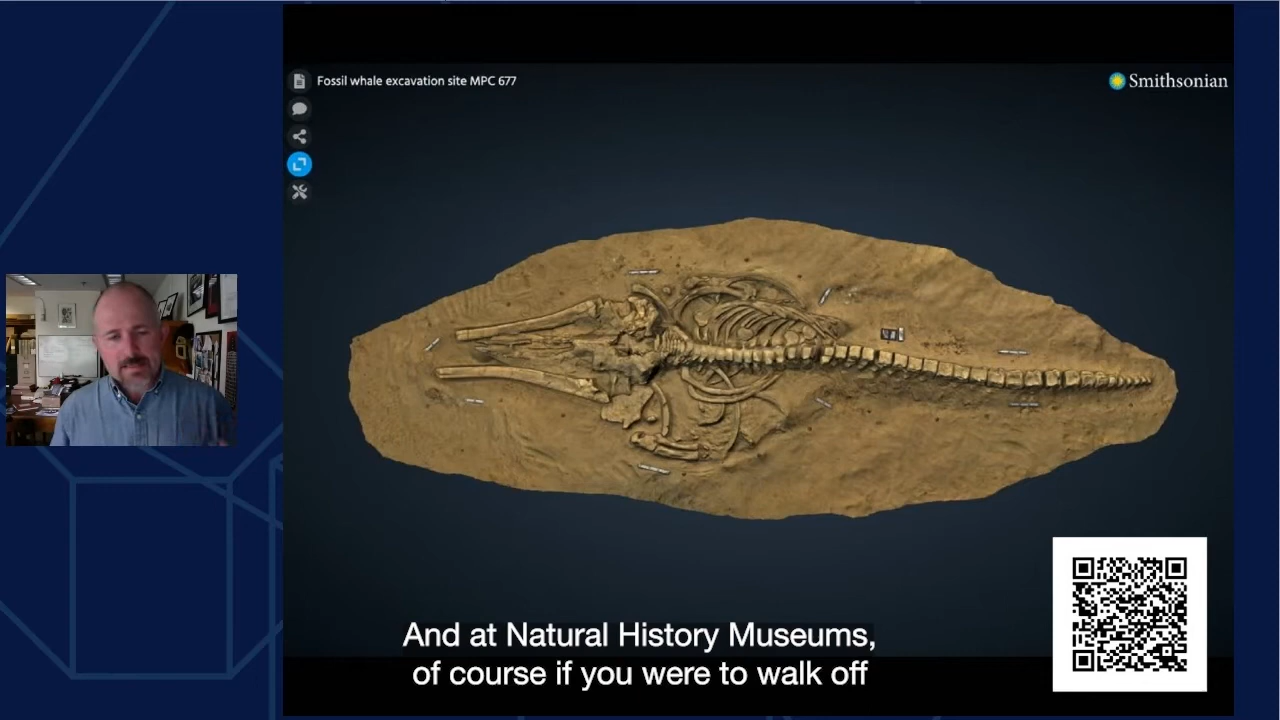 Fossil whale excavation site MPC 677
Smithsonian
And at Natural History Museums,
of course if you were to walk off